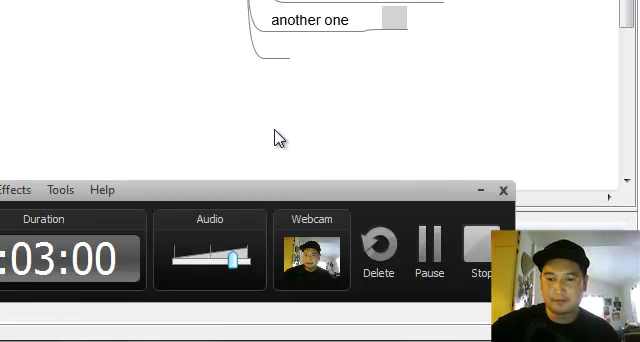 another one
Effects Tools Help
Duration
Audio
Webcam
:03:00
Delete
Pause
Stop